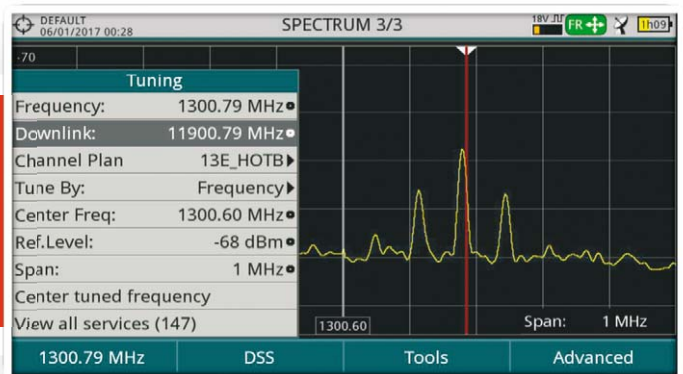 DEFAULT
06/01/2017 00:28
SPECTRUM 3/3
18V
FR
1h09
-70
Tuning
Frequency: 1300.79 MHz
Downlink: 11900.79 MHz
Channel Plan 13E_HOTB
Tune By: Frequency
Center Freq: 1300.60 MHz
Ref.Level: -68 dBm
Span: 1 MHz
Center tuned frequency
View all services (147)
1300.60
Span: 1 MHz
1300.79 MHz
DSS
Tools
Advanced